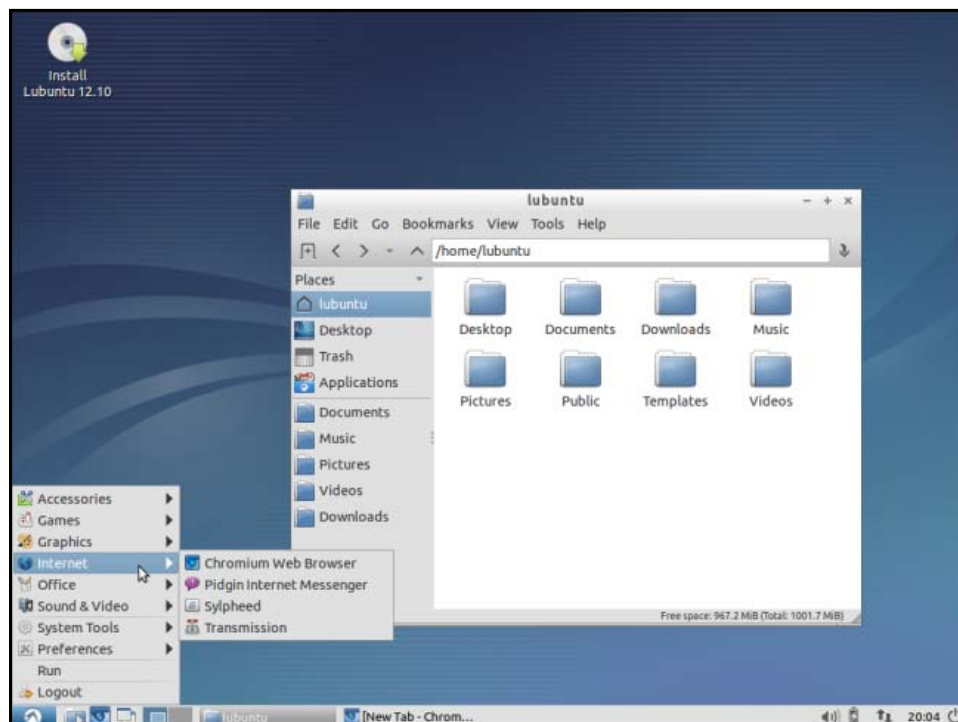 Install
Lubuntu 12.10
lubuntu
File Edit Go Bookmarks View Tools Help
/home/lubuntu
Places
lubuntu
Desktop
Trash
Applications
Documents
Music
Pictures
Videos
Downloads
Desktop Documents Downloads Music
Pictures Public Templates Videos
Free space: 967.2 MiB (Total: 1001.7 MiB)
Accessories
Games
Graphics
Internet
Office
Sound & Video
System Tools
Preferences
Run
Logout
Chromium Web Browser
Pidgin Internet Messenger
Sylpheed
Transmission
lubuntu
[New Tab - Chrom...
20:04